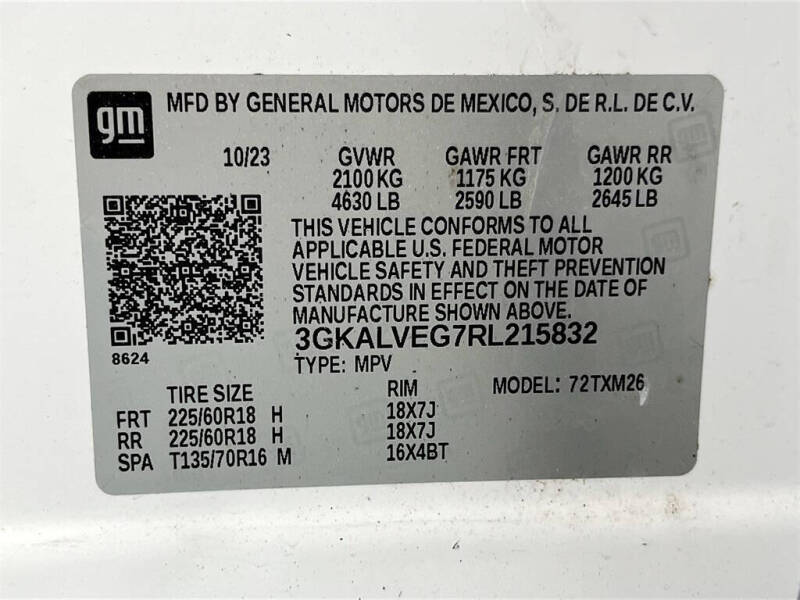 gm
MFD BY GENERAL MOTORS DE MEXICO, S. DE R.L. DE C.V.
10/23 GVWR GAWR FRT GAWR RR
2100 KG 1175 KG 1200 KG
4630 LB 2590 LB 2645 LB
THIS VEHICLE CONFORMS TO ALL
APPLICABLE U.S. FEDERAL MOTOR
VEHICLE SAFETY AND THEFT PREVENTION
STANDARDS IN EFFECT ON THE DATE OF
MANUFACTURE SHOWN ABOVE.
3GKALVEG7RL215832
8624
TYPE: MPV
TIRE SIZE RIM MODEL: 72TXM26
FRT 225/60R18 H 18X7J
RR 225/60R18 H 18X7J
SPA T135/70R16 M 16X4BT